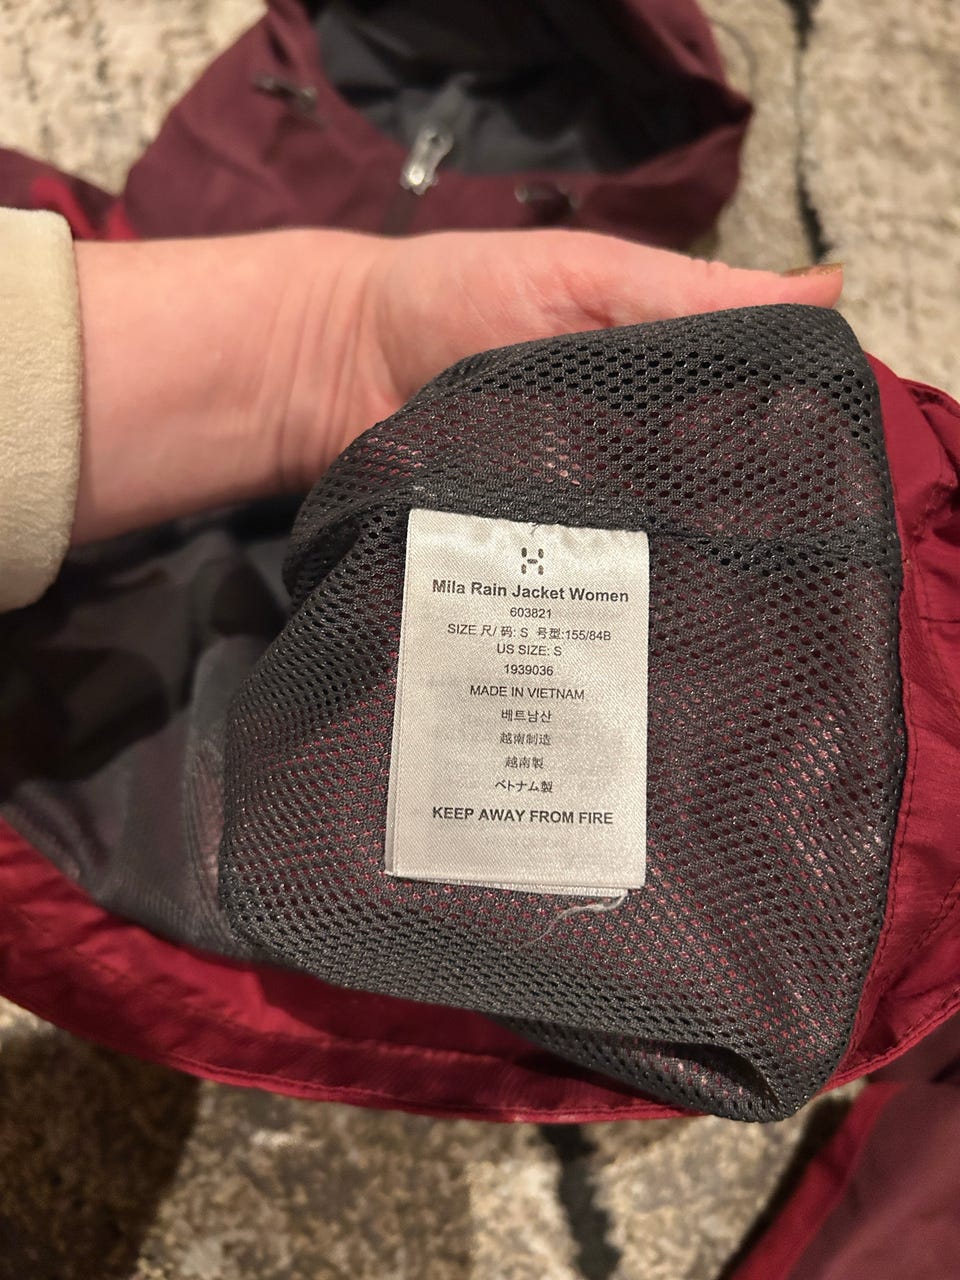 Mila Rain Jacket Women
603821
SIZE 尺/ 码: S 号型:155/84B
US SIZE: S
1939036
MADE IN VIETNAM
베트남산
越南制造
越南製
ベトナム製
KEEP AWAY FROM FIRE